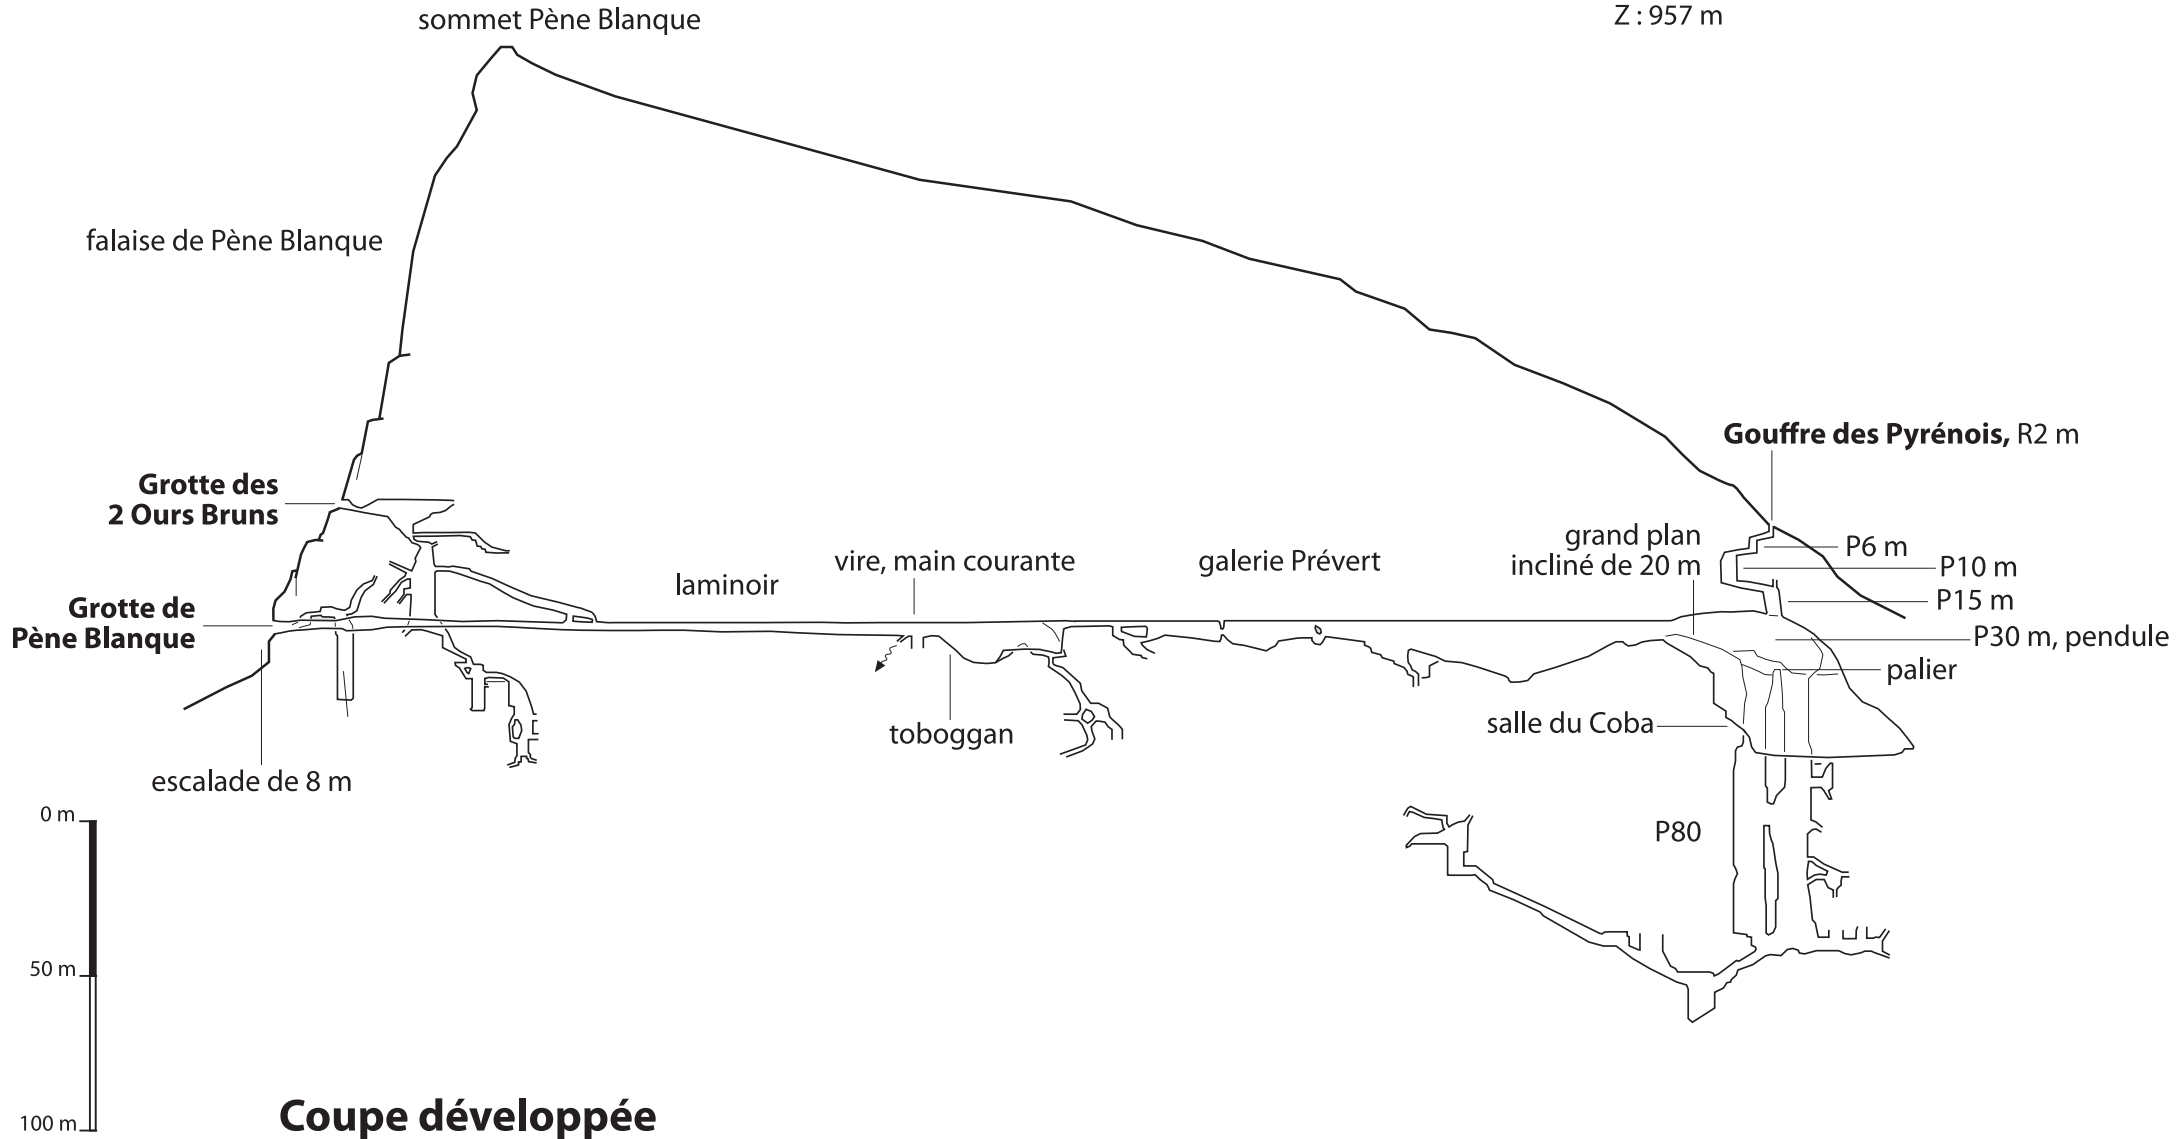 sommet Pène Blanque
Z : 957 m
falaise de Pène Blanque
Gouffre des Pyrénois, R2 m
Grotte des
2 Ours Bruns
grand plan
incliné de 20 m
P6 m
vire, main courante
galerie Prévert
P10 m
laminoir
P15 m
Grotte de
Pène Blanque
P30 m, pendule
palier
salle du Coba
toboggan
escalade de 8 m
0 m
P80
50 m
100 m
Coupe développée